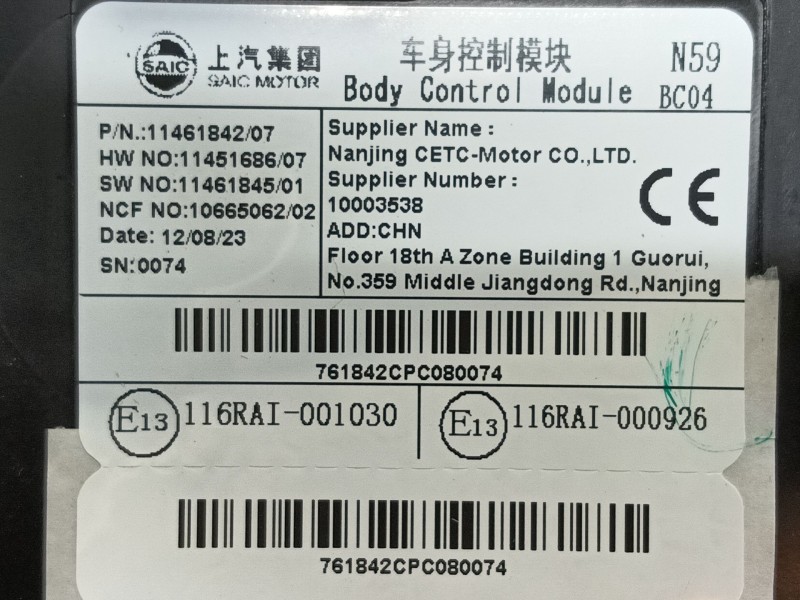 SAIC 上汽集团
SAIC MOTOR
车身控制模块
Body Control Module
N59
BC04
P/N.:11461842/07
HW NO:11451686/07
SW NO:11461845/01
NCF NO:10665062/02
Date: 12/08/23
SN:0074
Supplier Name :
Nanjing CETC-Motor CO.,LTD.
Supplier Number :
10003538
ADD:CHN
Floor 18th A Zone Building 1 Guorui,
No.359 Middle Jiangdong Rd.,Nanjing
CE
761842CPC080074
E13 116RAI-001030
E13 116RAI-000926
761842CPC080074